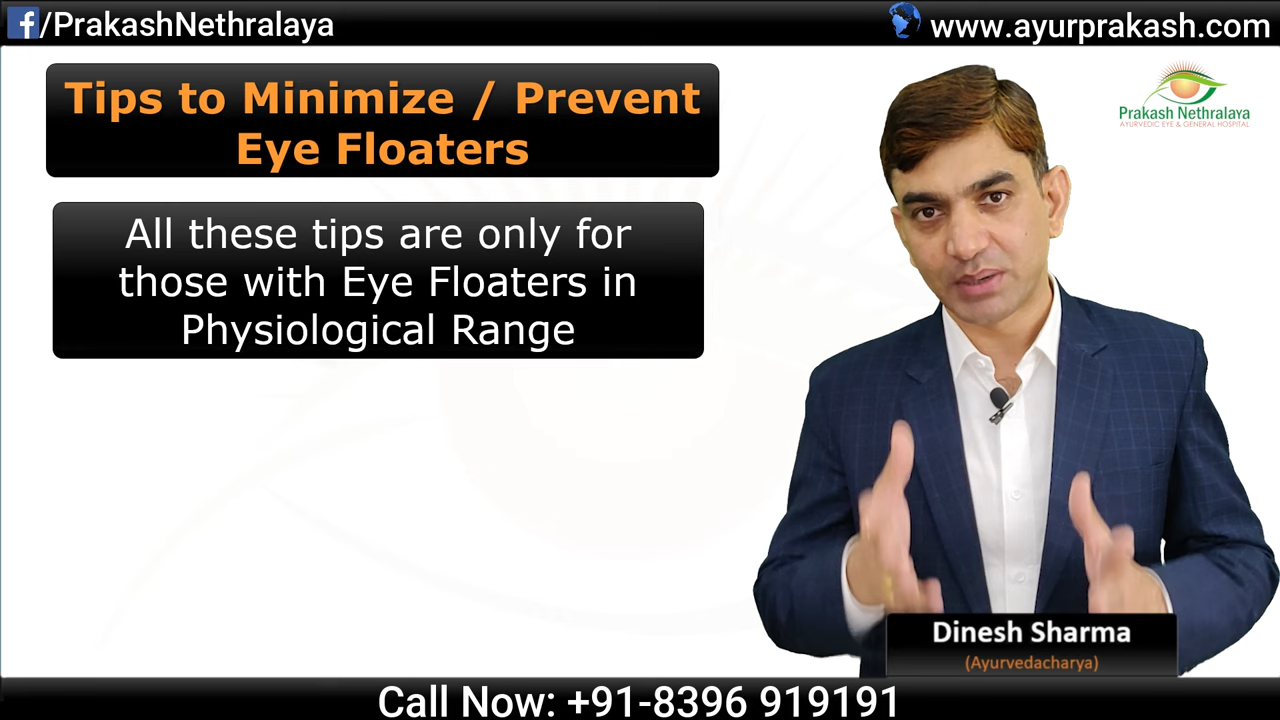 f/PrakashNethralaya
www.ayurprakash.com
Tips to Minimize / Prevent
Eye Floaters
Prakash Nethralaya
AYURVEDIC EYE & GENERAL HOSPITAL
All these tips are only for
those with Eye Floaters in
Physiological Range
Dinesh Sharma
(Ayurvedacharya)
Call Now: +91-8396 919191